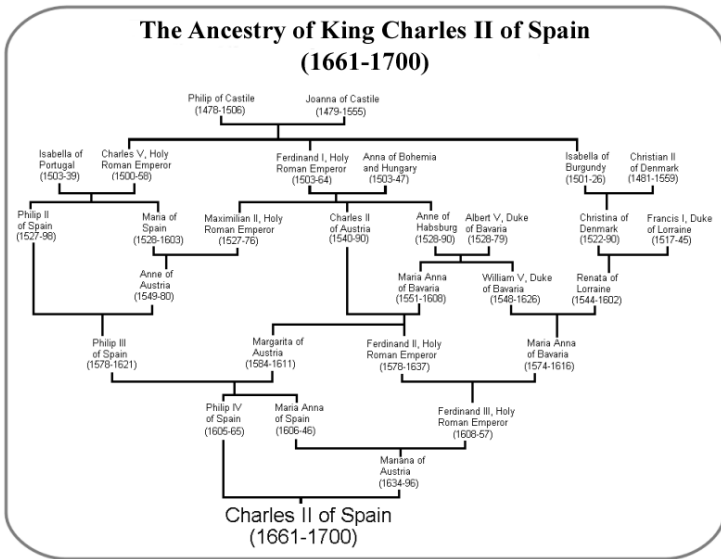 The Ancestry of King Charles II of Spain
(1661-1700)
Philip of Castile
(1478-1506)
Joanna of Castile
(1479-1555)
Isabella of
Portugal
(1503-39)
Charles V, Holy
Roman Emperor
(1500-58)
Ferdinand I, Holy
Roman Emperor
(1503-64)
Anna of Bohemia
and Hungary
(1503-47)
Isabella of
Burgundy
(1501-26)
Christian II
of Denmark
(1481-1559)
Philip II
of Spain
(1527-98)
Maria of
Spain
(1528-1603)
Maximilian II, Holy
Roman Emperor
(1527-76)
Charles II
of Austria
(1540-90)
Anne of
Habsburg
(1528-90)
Albert V, Duke
of Bavaria
(1528-79)
Christina of
Denmark
(1522-90)
Francis I, Duke
of Lorraine
(1517-45)
Anne of
Austria
(1549-80)
Maria Anna
of Bavaria
(1551-1608)
William V, Duke
of Bavaria
(1548-1626)
Renata of
Lorraine
(1544-1602)
Philip III
of Spain
(1578-1621)
Margarita of
Austria
(1584-1611)
Ferdinand II, Holy
Roman Emperor
(1578-1637)
Maria Anna
of Bavaria
(1574-1616)
Philip IV
of Spain
(1605-65)
Maria Anna
of Spain
(1606-46)
Ferdinand III, Holy
Roman Emperor
(1608-57)
Mariana of
Austria
(1634-96)
Charles II of Spain
(1661-1700)